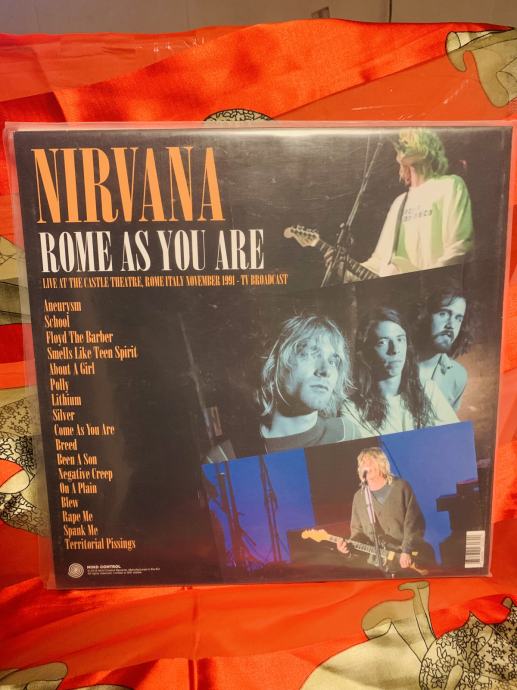 NIRVANA
ROME AS YOU ARE
LIVE AT THE CASTLE THEATRE, ROME ITALY NOVEMBER 1991 - TV BROADCAST
Aneurysm
School
Floyd The Barber
Smells Like Teen Spirit
About A Girl
Polly
Lithium
Silver
Come As You Are
Breed
Been A Son
Negative Creep
On A Plain
Blew
Rape Me
Spank Me
Territorial Pissings
MIND CONTROL